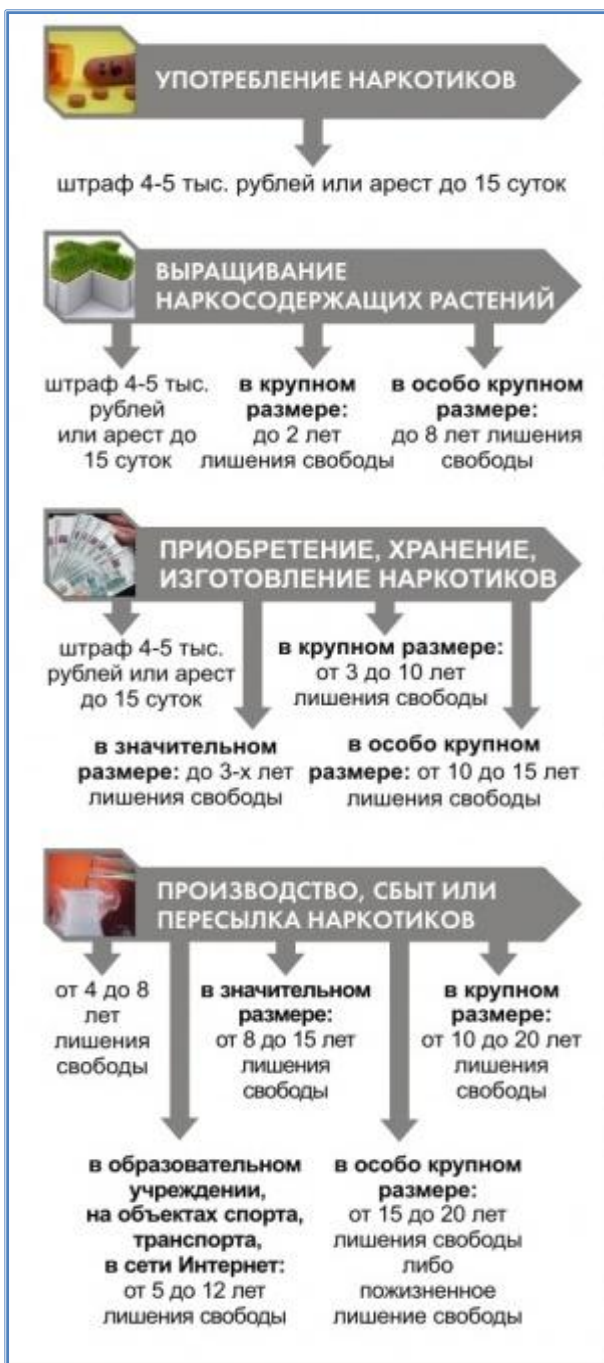 УПОТРЕБЛЕНИЕ НАРКОТИКОВ
штраф 4-5 тыс. рублей или арест до 15 суток
ВЫРАЩИВАНИЕ
НАРКОСОДЕРЖАЩИХ РАСТЕНИЙ
штраф 4-5 тыс.
рублей
или арест до
15 суток
в крупном
размере:
до 2 лет
лишения свободы
в особо крупном
размере:
до 8 лет лишения
свободы
ПРИОБРЕТЕНИЕ, ХРАНЕНИЕ,
ИЗГОТОВЛЕНИЕ НАРКОТИКОВ
штраф 4-5 тыс.
рублей или арест
до 15 суток
в крупном размере:
от 3 до 10 лет
лишения свободы
в значительном
размере: до 3-х лет
лишения свободы
в особо крупном
размере: от 10 до 15 лет
лишения свободы
ПРОИЗВОДСТВО, СБЫТ ИЛИ
ПЕРЕСЫЛКА НАРКОТИКОВ
от 4 до 8
лет
лишения
свободы
в значительном
размере:
от 8 до 15 лет
лишения
свободы
в крупном
размере:
от 10 до 20 лет
лишения
свободы
в образовательном
учреждении,
на объектах спорта,
транспорта,
в сети Интернет:
от 5 до 12 лет
лишения свободы
в особо крупном
размере:
от 15 до 20 лет
лишения свободы
либо
пожизненное
лишение свободы